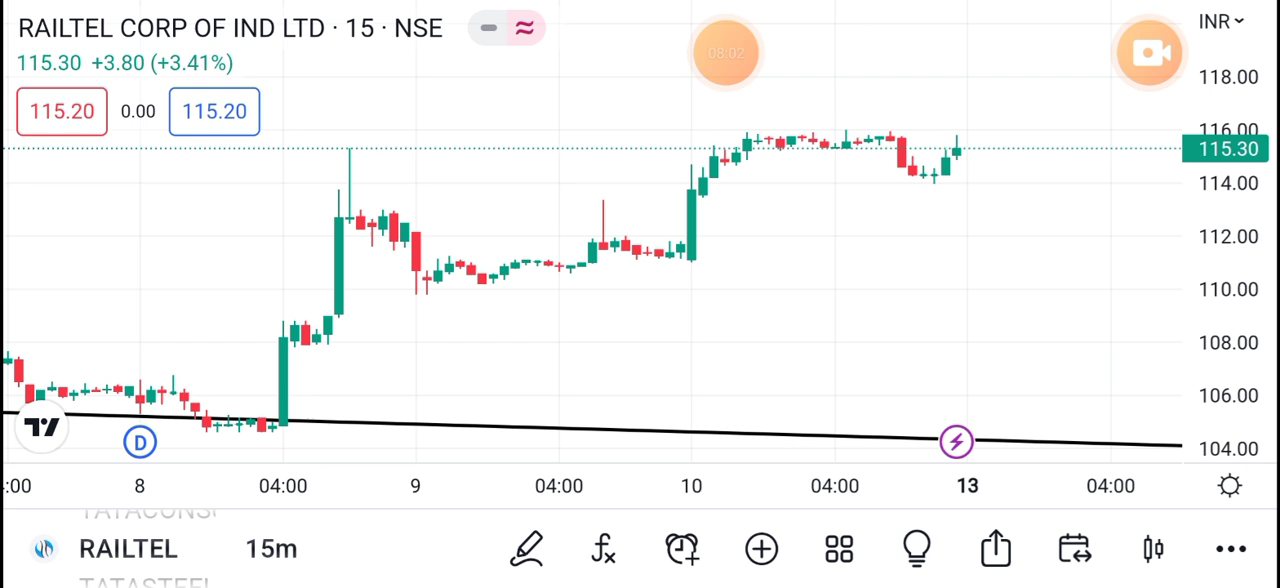 RAILTEL CORP OF IND LTD · 15 · NSE
115.30 +3.80 (+3.41%)
115.20 0.00 115.20
08:02
INR
118.00
116.00
115.30
114.00
112.00
110.00
108.00
106.00
104.00
D
:00 8 04:00 9 04:00 10 04:00 13 04:00
RAILTEL 15m